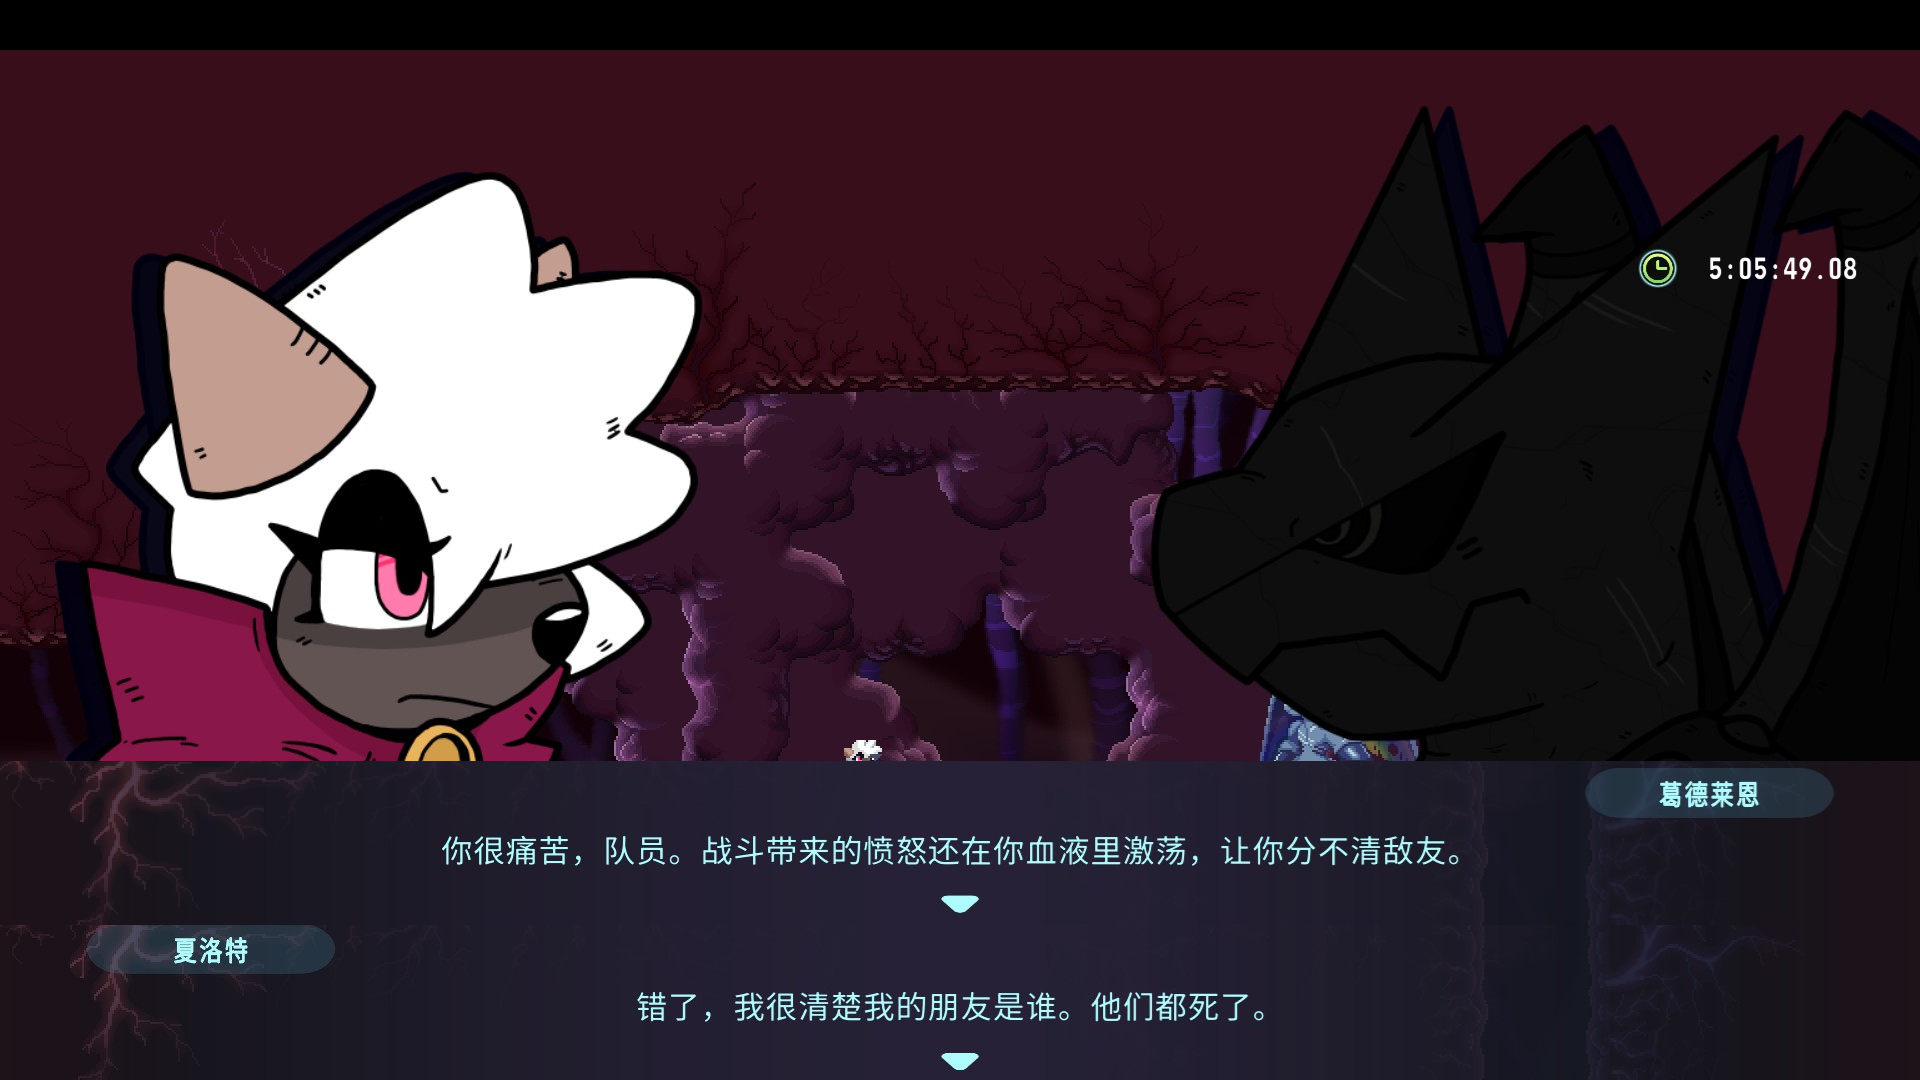 5:05:49.08
葛德莱恩
你很痛苦，队员。战斗带来的愤怒还在你血液里激荡，让你分不清敌友。
夏洛特
错了，我很清楚我的朋友是谁。他们都死了。